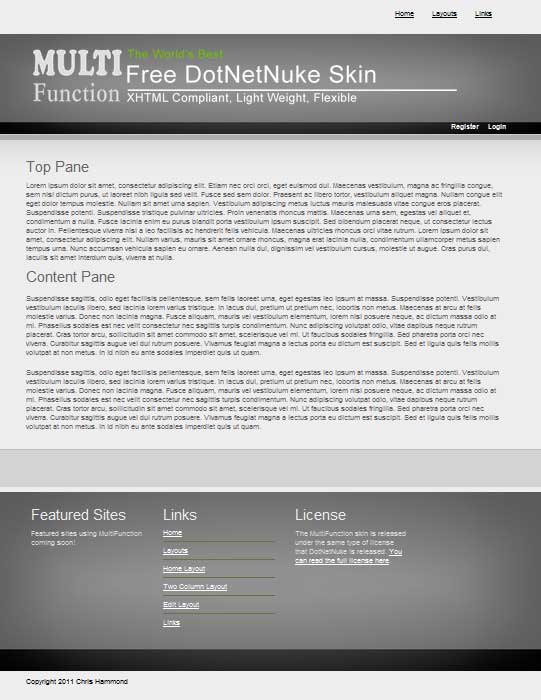 Home Layouts Links
MULTI
Function
The World's Best
Free DotNetNuke Skin
XHTML Compliant, Light Weight, Flexible
Register Login
Top Pane
Lorem ipsum dolor sit amet, consectetur adipiscing elit. Etiam nec orci orci, eget euismod dui. Maecenas vestibulum, magna ac fringilla congue,
sem nisl dictum purus, ut laoreet nibh ligula sed velit. Fusce sed sem dolor. Praesent ac libero tortor, vestibulum aliquet magna. Nullam congue elit
eget dolor tempus molestie. Nullam sit amet urna sapien. Vestibulum adipiscing metus luctus mauris malesuada vitae congue eros placerat.
Suspendisse potenti. Suspendisse tristique pulvinar ultricies. Proin venenatis rhoncus mattis. Maecenas urna sem, egestas vel aliquet et,
condimentum a nulla. Fusce lacinia enim eu purus blandit porta vestibulum ipsum suscipit. Sed bibendum placerat neque, ut consectetur lectus
auctor in. Pellentesque viverra nisi a leo facilisis ac hendrerit felis vehicula. Maecenas ultricies rhoncus orci vitae rutrum. Lorem ipsum dolor sit
amet, consectetur adipiscing elit. Nullam varius, mauris sit amet ornare rhoncus, magna erat lacinia nulla, condimentum ullamcorper metus sapien
tempus urna. Nunc accumsan vehicula sapien eu ornare. Aenean nulla dui, dignissim vel vestibulum cursus, molestie ut augue. Cras purus dui,
iaculis sit amet interdum quis, viverra at nulla.
Content Pane
Suspendisse sagittis, odio eget facilisis pellentesque, sem felis laoreet urna, eget egestas leo ipsum at massa. Suspendisse potenti. Vestibulum
vestibulum iaculis libero, sed lacinia lorem varius tristique. In lacus dui, pretium ut pretium nec, lobortis non metus. Maecenas at arcu at felis
molestie varius. Donec non lacinia magna. Fusce aliquam, mauris vel vestibulum elementum, lorem nisl posuere neque, ac dictum massa odio at
mi. Phasellus sodales est nec velit consectetur nec sagittis turpis condimentum. Nunc adipiscing volutpat odio, vitae dapibus neque rutrum
placerat. Cras tortor arcu, sollicitudin sit amet commodo sit amet, scelerisque vel mi. Ut faucibus sodales fringilla. Sed pharetra porta orci nec
viverra. Curabitur sagittis augue vel dui rutrum posuere. Vivamus feugiat magna a lectus porta eu dictum est suscipit. Sed et ligula quis felis formt
volutpat at non metus. In id nibh eu ante sodales imperdiet quis ut quam.
Suspendisse sagittis, odio eget facilisis pellentesque, sem felis laoreet urna, eget egestas leo ipsum at massa. Suspendisse potenti. Vestibulum
vestibulum iaculis libero, sed lacinia lorem varius tristique. In lacus dui, pretium ut pretium nec, lobortis non metus. Maecenas at arcu at felis
molestie varius. Donec non lacinia magna. Fusce aliquam, mauris vel vestibulum elementum, lorem nisl posuere neque, ac dictum massa odio at
mi. Phasellus sodales est nec velit consectetur nec sagittis turpis condimentum. Nunc adipiscing volutpat odio, vitae dapibus neque rutrum
placerat. Cras tortor arcu, sollicitudin sit amet commodo sit amet, scelerisque vel mi. Ut faucibus sodales fringilla. Sed pharetra porta orci nec
viverra. Curabitur sagittis augue vel dui rutrum posuere. Vivamus feugiat magna a lectus porta eu dictum est suscipit. Sed et ligula quis felis formt
volutpat at non metus. In id nibh eu ante sodales imperdiet quis ut quam.
Featured Sites
Featured sites using MultiFunction
coming soon!
Links
Home
Layouts
Home Layout
Two Column Layout
Edit Layout
Links
License
The MultiFunction skin is released
under the same type of license
that DotNetNuke is released. You
can read the full license here.
Copyright 2011 Chris Hammond